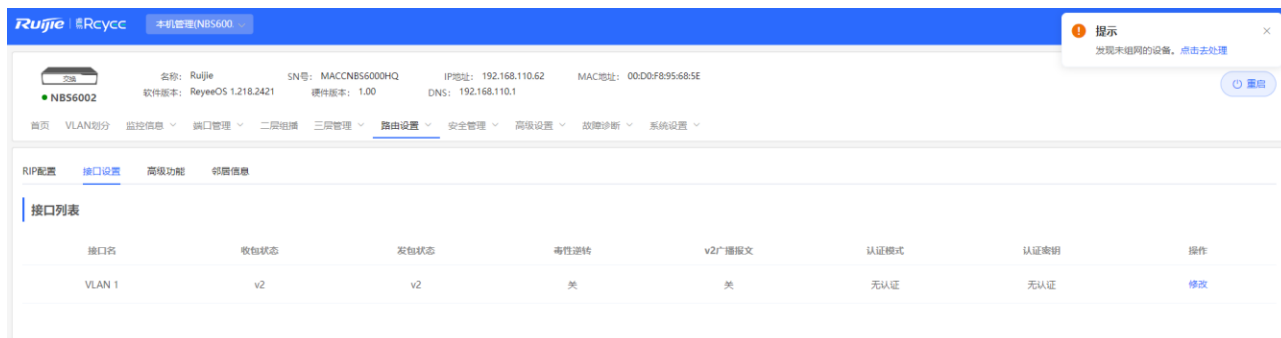 Ruijie | 睿Rcycc 本机管理(NBS600.
提示
发现未组网的设备。点击去处理
交换
NBS6002
名称: Ruijie SN号: MACCNBS6000HQ IP地址: 192.168.110.62 MAC地址: 00:D0:F8:95:68:5E
软件版本: ReyeeOS 1.218.2421 硬件版本: 1.00 DNS: 192.168.110.1
重启
首页 VLAN划分 监控信息 端口管理 二层组播 三层管理 路由设置 安全管理 高级设置 故障诊断 系统设置
RIP配置 接口设置 高级功能 邻居信息
接口列表
接口名 收包状态 发包状态 毒性逆转 v2广播报文 认证模式 认证密钥 操作
VLAN 1 v2 v2 关 关 无认证 无认证 修改